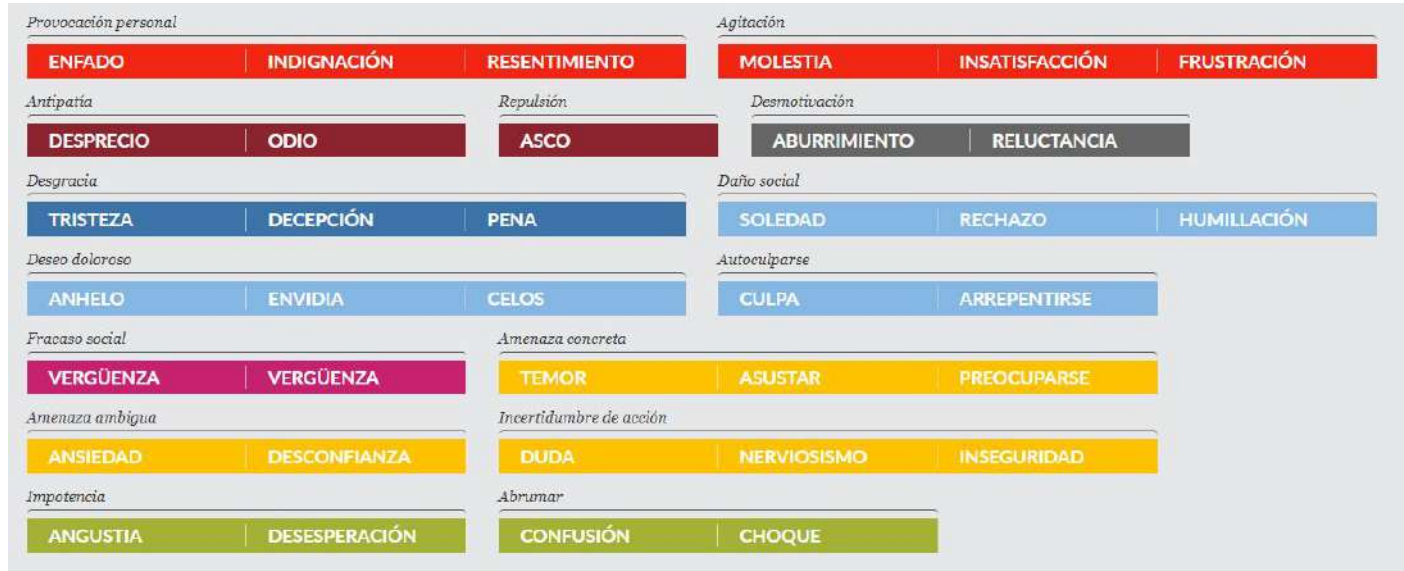 Provocación personal Agitación
ENFADO INDIGNACIÓN RESENTIMIENTO MOLESTIA INSATISFACCIÓN FRUSTRACIÓN
Antipatía Repulsión Desmotivación
DESPRECIO ODIO ASCO ABURRIMIENTO RELUCTANCIA
Desgracia Daño social
TRISTEZA DECEPCIÓN PENA SOLEDAD RECHAZO HUMILLACIÓN
Deseo doloroso Autoculparse
ANHELO ENVIDIA CELOS CULPA ARREPENTIRSE
Fracaso social Amenaza concreta
VERGÜENZA VERGÜENZA TEMOR ASUSTAR PREOCUPARSE
Amenaza ambigua Incertidumbre de acción
ANSIEDAD DESCONFIANZA DUDA NERVIOSISMO INSEGURIDAD
Impotencia Abrumar
ANGUSTIA DESESPERACIÓN CONFUSIÓN CHOQUE